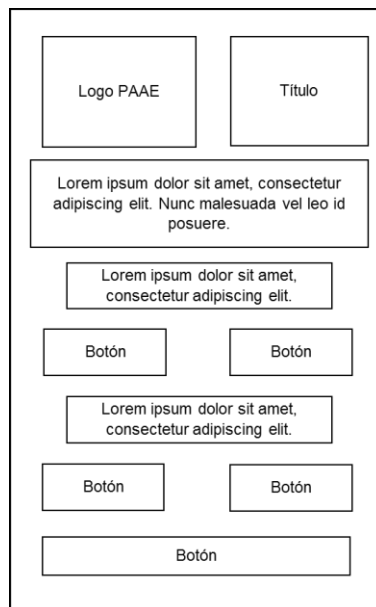 Logo PAAE
Título
Lorem ipsum dolor sit amet, consectetur
adipiscing elit. Nunc malesuada vel leo id
posuere.
Lorem ipsum dolor sit amet,
consectetur adipiscing elit.
Botón
Botón
Lorem ipsum dolor sit amet,
consectetur adipiscing elit.
Botón
Botón
Botón